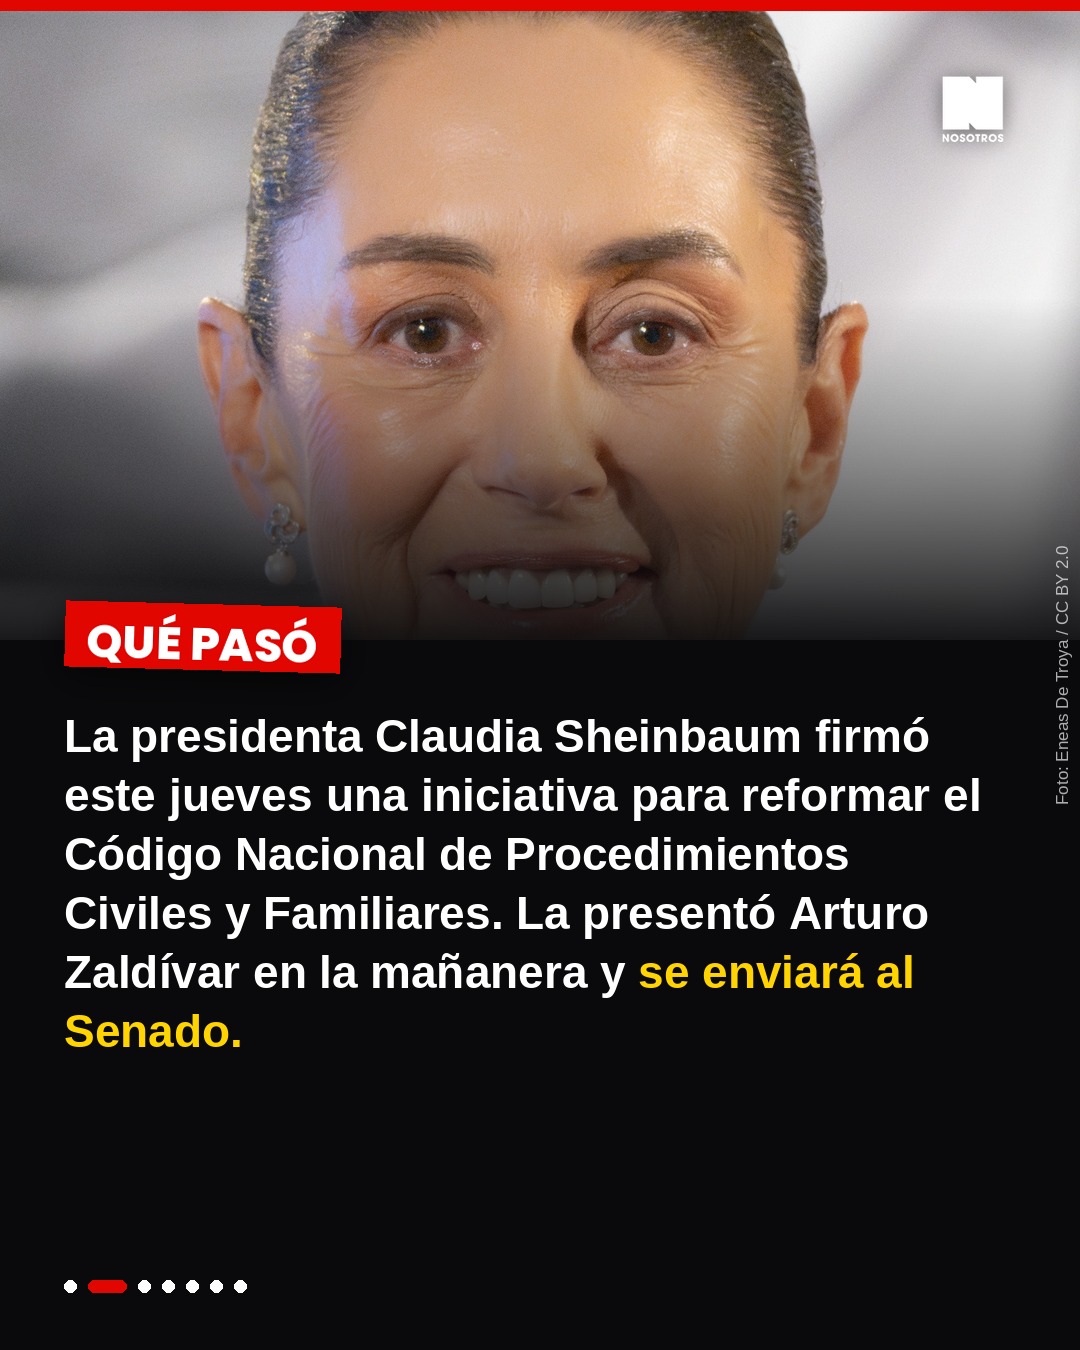 N
NOSOTROS
Foto: Eneas De Troya / CC BY 2.0
QUÉ PASÓ
La presidenta Claudia Sheinbaum firmó
este jueves una iniciativa para reformar el
Código Nacional de Procedimientos
Civiles y Familiares. La presentó Arturo
Zaldívar en la mañanera y se enviará al
Senado.